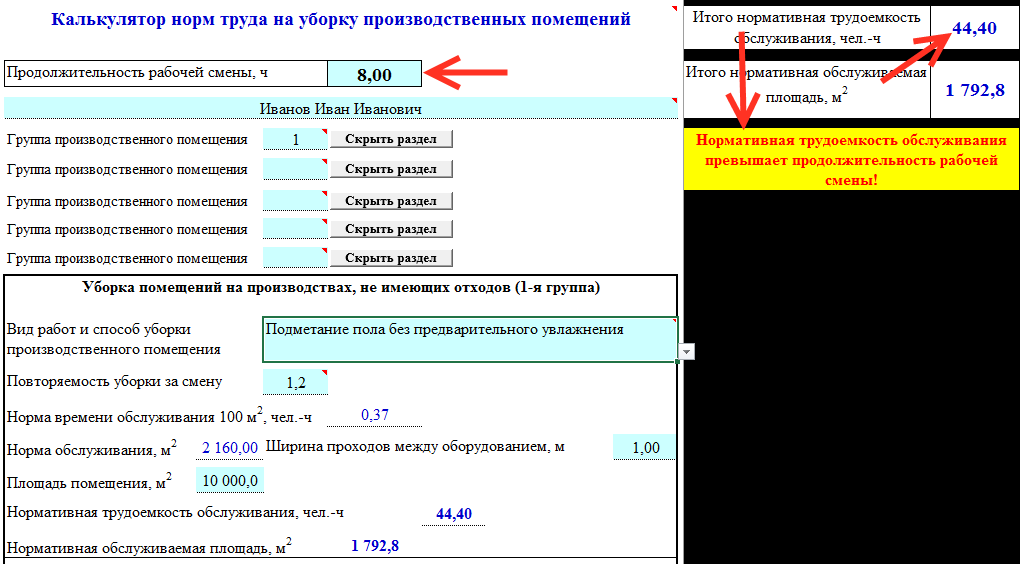 Калькулятор норм труда на уборку производственных помещений
Продолжительность рабочей смены, ч 8,00
Иванов Иван Иванович
Группа производственного помещения 1 Скрыть раздел
Группа производственного помещения Скрыть раздел
Группа производственного помещения Скрыть раздел
Группа производственного помещения Скрыть раздел
Группа производственного помещения Скрыть раздел
Уборка помещений на производствах, не имеющих отходов (1-я группа)
Вид работ и способ уборки
производственного помещения
Подметание пола без предварительного увлажнения
Повторяемость уборки за смену 1,2
Норма времени обслуживания 100 м2, чел.-ч 0,37
Норма обслуживания, м2 2 160,00 Ширина проходов между оборудованием, м 1,00
Площадь помещения, м2 10 000,0
Нормативная трудоемкость обслуживания, чел.-ч 44,40
Нормативная обслуживаемая площадь, м2 1 792,8
Итого нормативная трудоемкость
обслуживания, чел.-ч
44,40
Итого нормативная обслуживаемая
площадь, м2
1 792,8
Нормативная трудоемкость обслуживания
превышает продолжительность рабочей
смены!